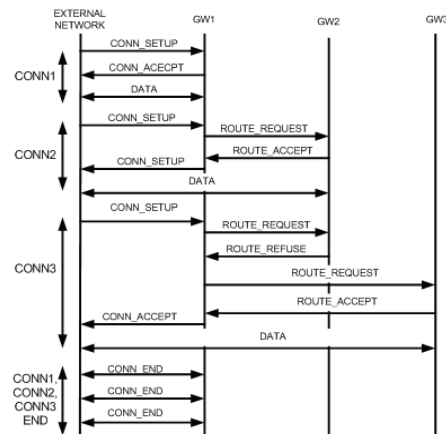 EXTERNAL
NETWORK
GW1
GW2
GW3
CONN_SETUP
CONN_ACECPT
CONN1
DATA
CONN_SETUP
ROUTE_REQUEST
ROUTE_ACCEPT
CONN2
CONN_SETUP
DATA
CONN_SETUP
ROUTE_REQUEST
ROUTE_REFUSE
CONN3
ROUTE_REQUEST
ROUTE_ACCEPT
CONN_ACCEPT
DATA
CONN1,
CONN2,
CONN3
END
CONN_END
CONN_END
CONN_END